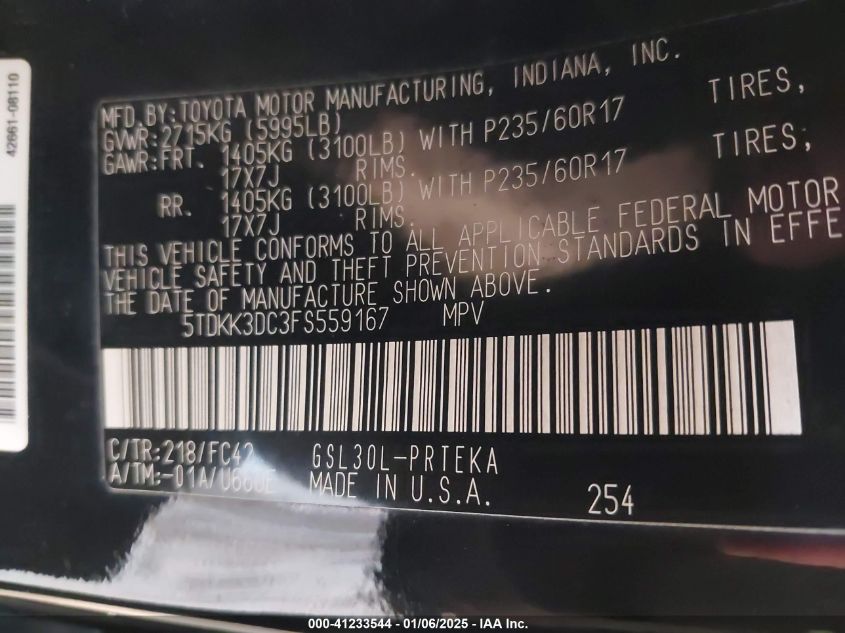 42661-08110
MFD.BY:TOYOTA MOTOR MANUFACTURING, INDIANA, INC.
GVWR:2715KG (5995LB)
GAWR:FRT. 1405KG (3100LB) WITH P235/60R17 TIRES,
17X7J RIMS.
RR. 1405KG (3100LB) WITH P235/60R17 TIRES,
17X7J RIMS.
THIS VEHICLE CONFORMS TO ALL APPLICABLE FEDERAL MOTOR
VEHICLE SAFETY AND THEFT PREVENTION STANDARDS IN EFFE
THE DATE OF MANUFACTURE SHOWN ABOVE.
5TDKK3DC3FS559167 MPV
C/TR:218/FC42 GSL30L-PRTEKA
A/TM:-01A/U660E MADE IN U.S.A. 254
000-41233544 - 01/06/2025 - IAA Inc.